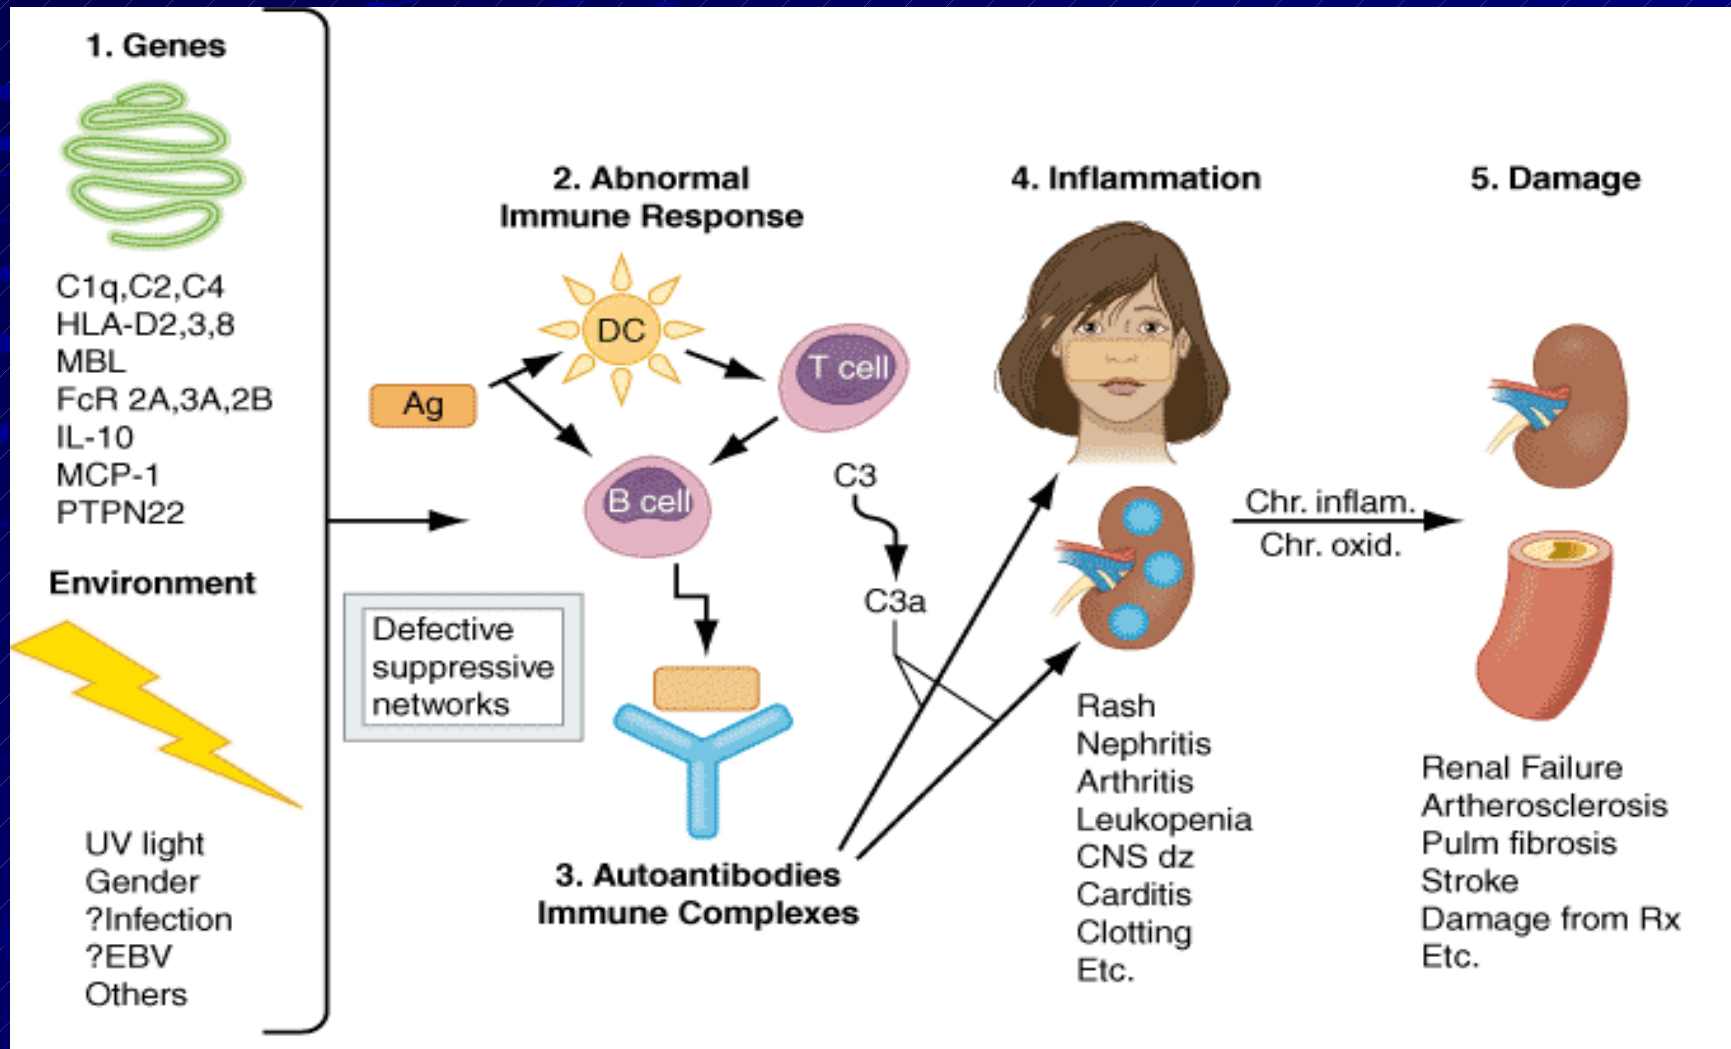 1. Genes
C1q,C2,C4
HLA-D2,3,8
MBL
FcR 2A,3A,2B
IL-10
MCP-1
PTPN22
Environment
UV light
Gender
?Infection
?EBV
Others
2. Abnormal
Immune Response
DC
Ag
T cell
B cell
Defective
suppressive
networks
C3
C3a
3. Autoantibodies
Immune Complexes
4. Inflammation
Rash
Nephritis
Arthritis
Leukopenia
CNS dz
Carditis
Clotting
Etc.
Chr. inflam.
Chr. oxid.
5. Damage
Renal Failure
Artherosclerosis
Pulm fibrosis
Stroke
Damage from Rx
Etc.